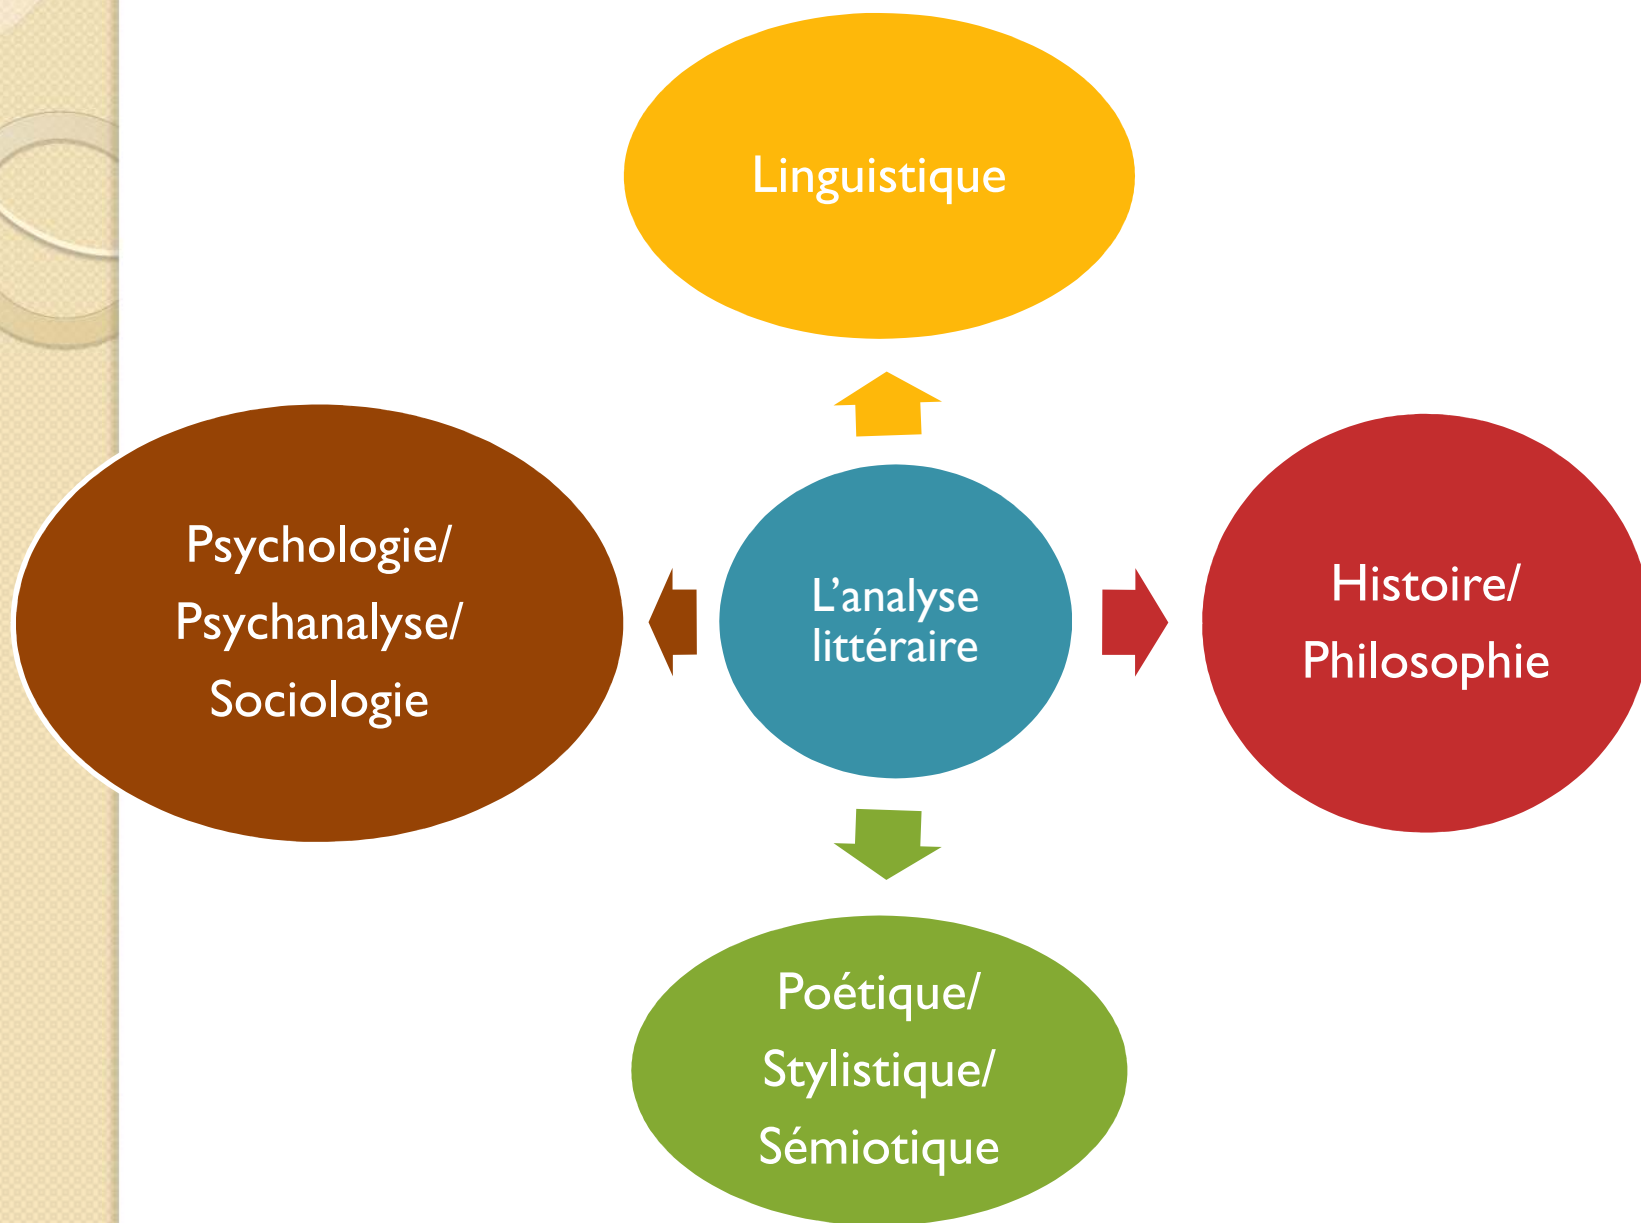 Linguistique
Psychologie/
Psychanalyse/
Sociologie
L’analyse
littéraire
Histoire/
Philosophie
Poétique/
Stylistique/
Sémiotique